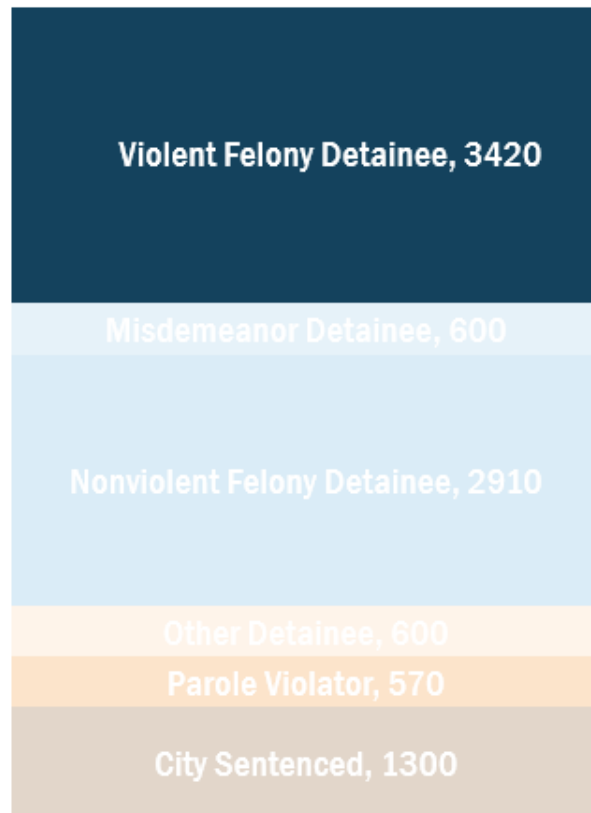 Violent Felony Detainee, 3420
Misdemeanor Detainee, 600
Nonviolent Felony Detainee, 2910
Other Detainee, 600
Parole Violator, 570
City Sentenced, 1300